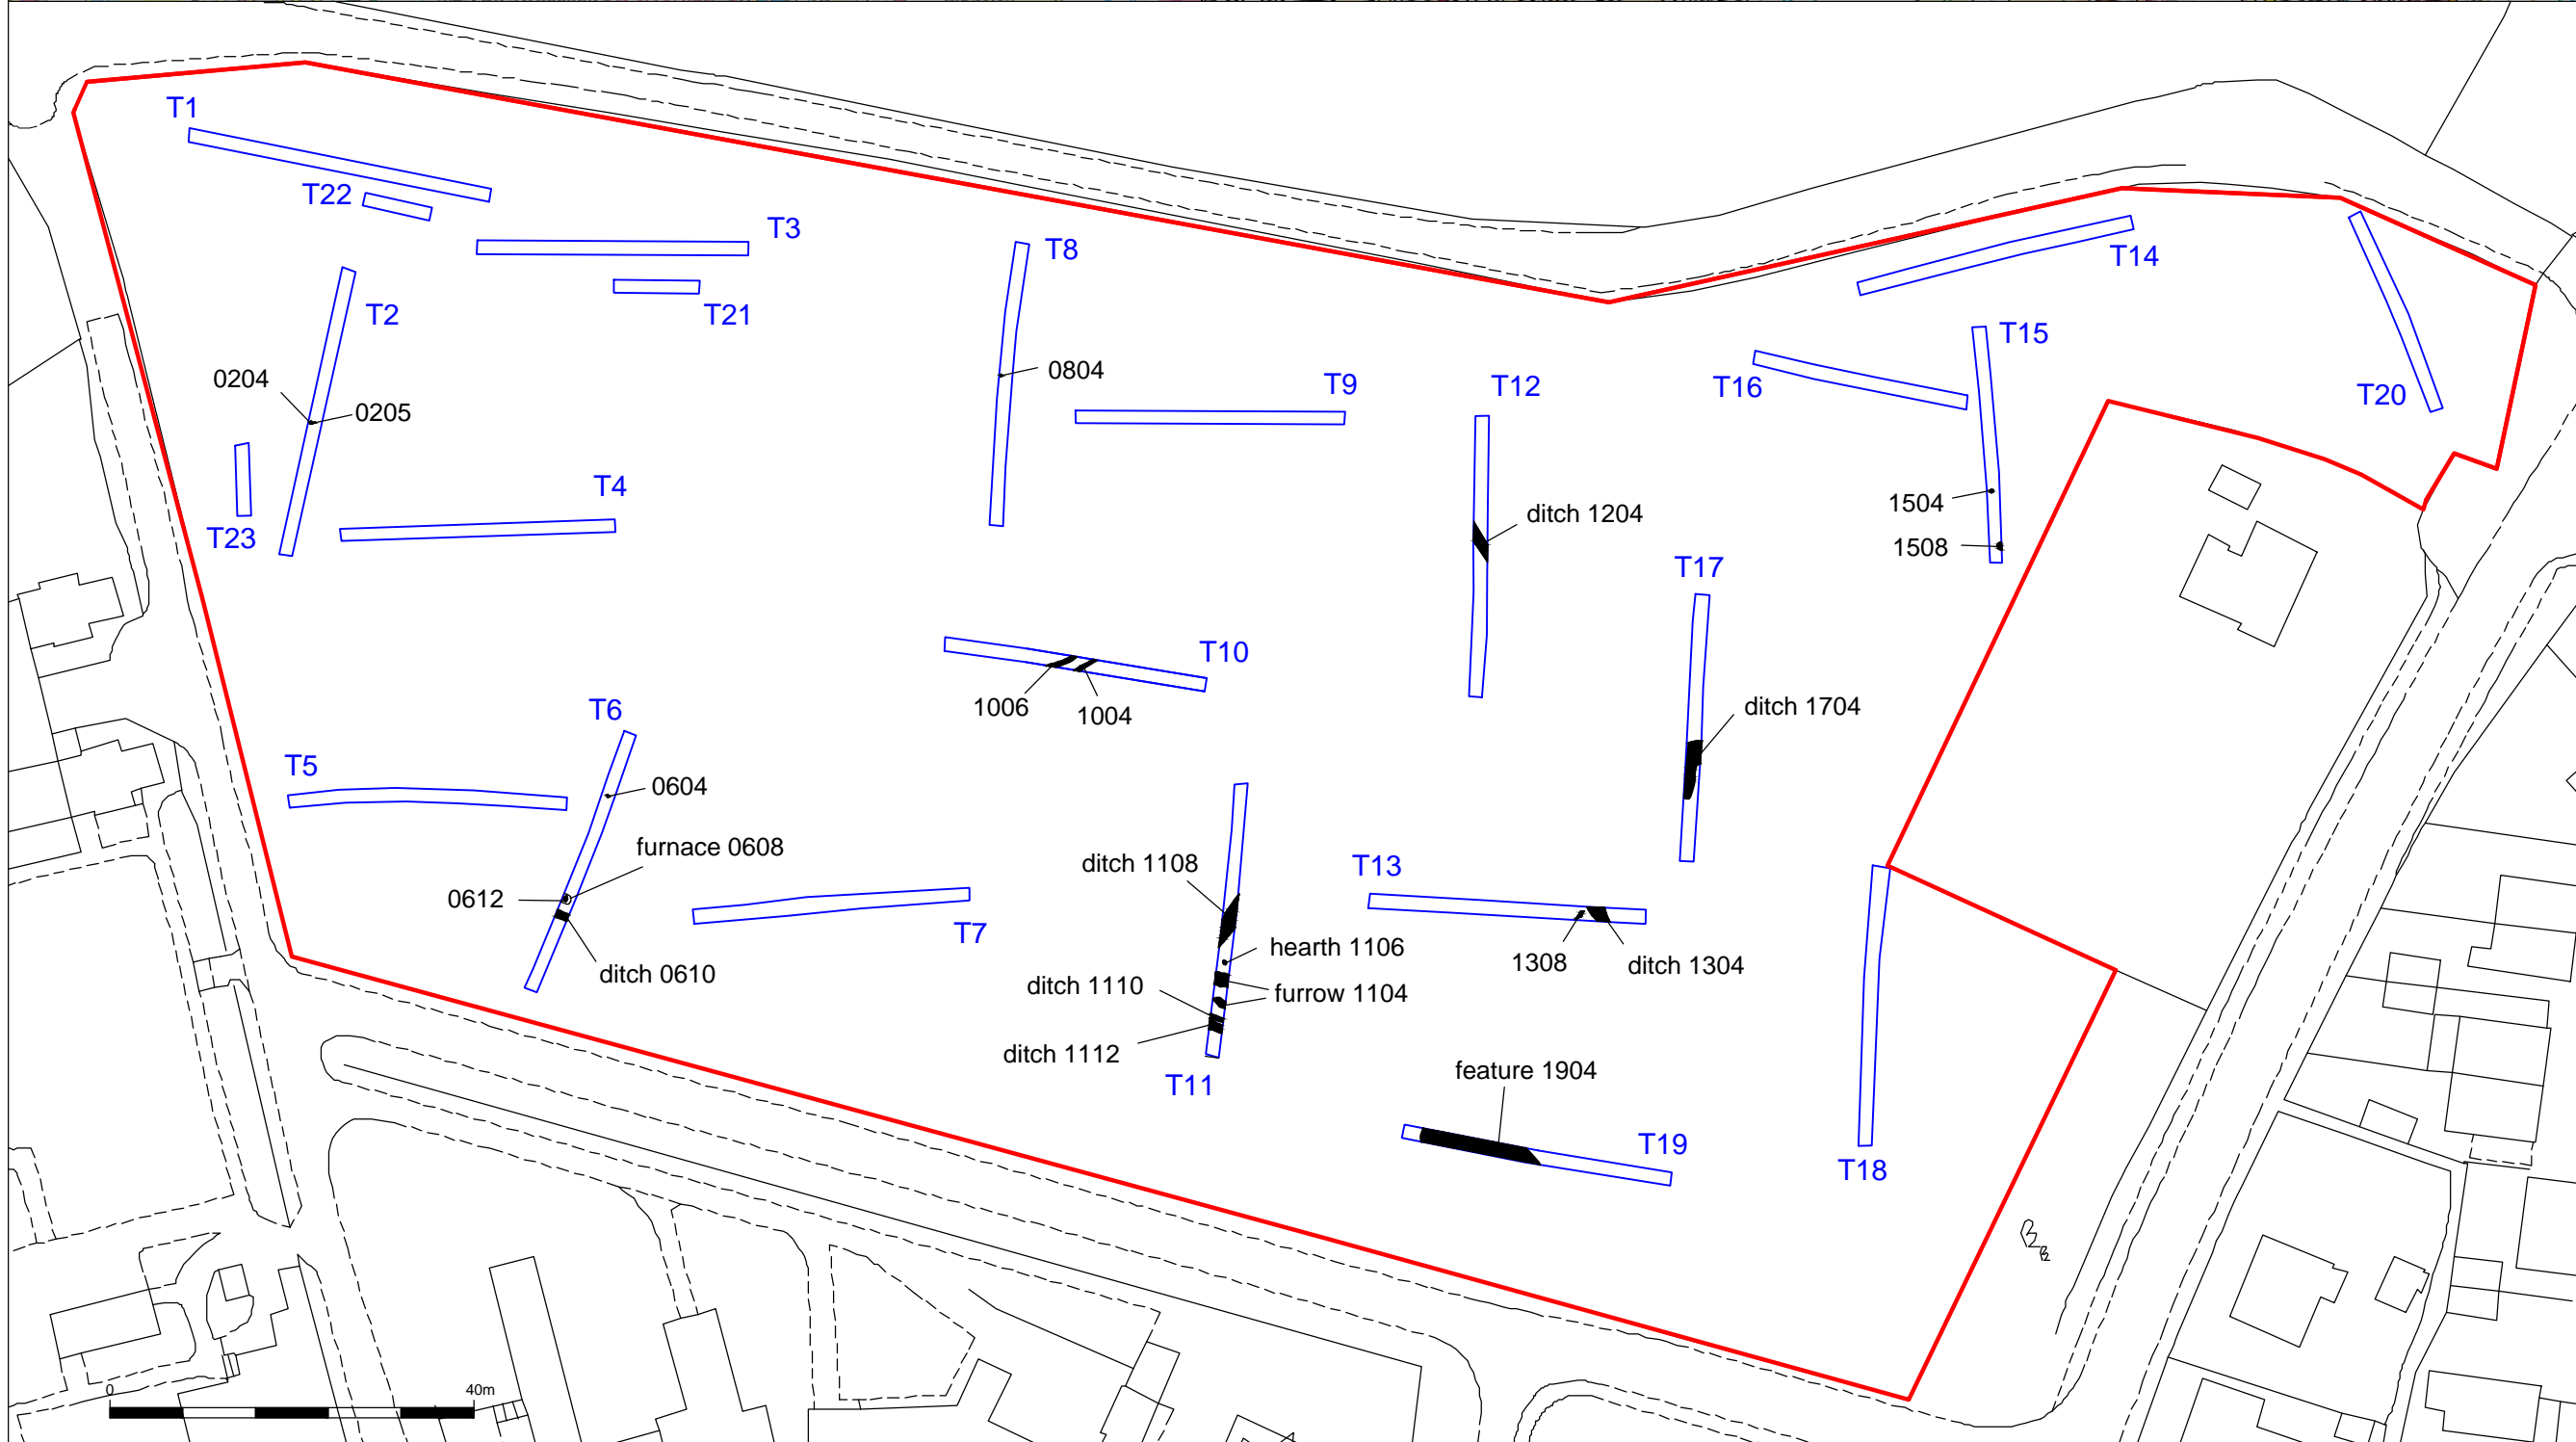 T1
T22
T3
T8
T14
T21
T2
T15
0204
0205
0804
T9
T12
T16
T20
T4
T23
1504
ditch 1204
1508
T17
T10
1006
1004
ditch 1704
T6
T5
0604
furnace 0608
ditch 1108
T13
0612
T7
hearth 1106
1308
ditch 1304
ditch 0610
ditch 1110
furrow 1104
ditch 1112
feature 1904
T11
T19
T18
0
40m